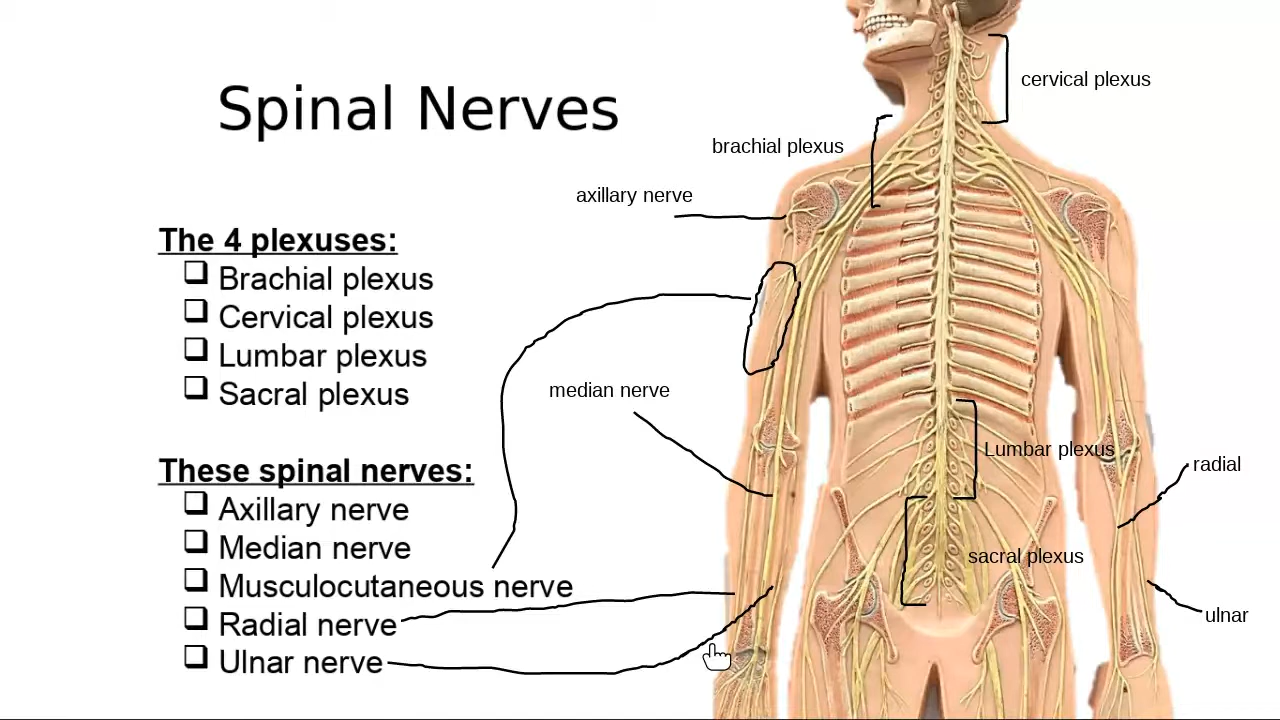 Spinal Nerves
The 4 plexuses:
Brachial plexus
Cervical plexus
Lumbar plexus
Sacral plexus
These spinal nerves:
Axillary nerve
Median nerve
Musculocutaneous nerve
Radial nerve
Ulnar nerve
cervical plexus
brachial plexus
axillary nerve
median nerve
Lumbar plexus
radial
sacral plexus
ulnar